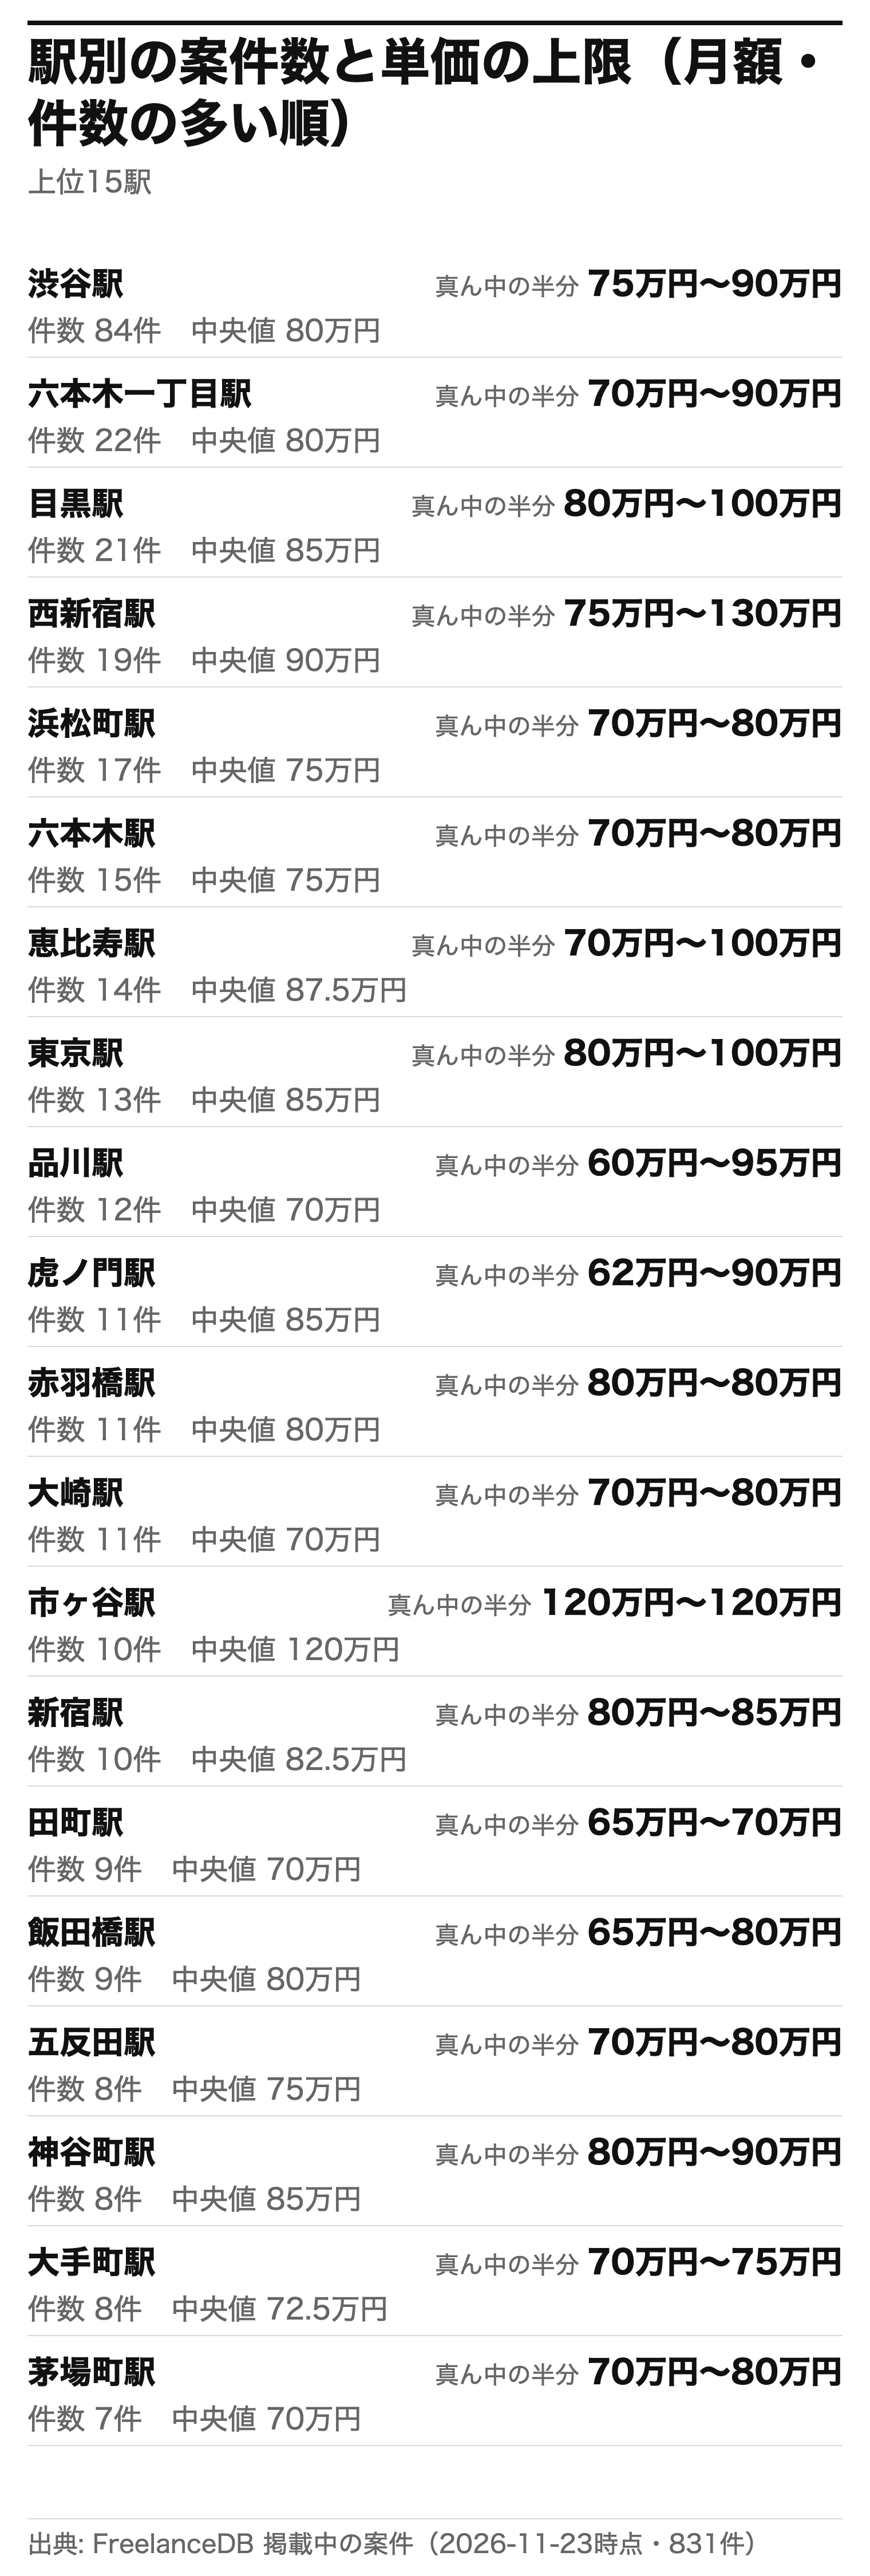 駅別の案件数と単価の上限（月額・
件数の多い順）
上位15駅
渋谷駅 真ん中の半分 75万円〜90万円
件数 84件 中央値 80万円
六本木一丁目駅 真ん中の半分 70万円〜90万円
件数 22件 中央値 80万円
目黒駅 真ん中の半分 80万円〜100万円
件数 21件 中央値 85万円
西新宿駅 真ん中の半分 75万円〜130万円
件数 19件 中央値 90万円
浜松町駅 真ん中の半分 70万円〜80万円
件数 17件 中央値 75万円
六本木駅 真ん中の半分 70万円〜80万円
件数 15件 中央値 75万円
恵比寿駅 真ん中の半分 70万円〜100万円
件数 14件 中央値 87.5万円
東京駅 真ん中の半分 80万円〜100万円
件数 13件 中央値 85万円
品川駅 真ん中の半分 60万円〜95万円
件数 12件 中央値 70万円
虎ノ門駅 真ん中の半分 62万円〜90万円
件数 11件 中央値 85万円
赤羽橋駅 真ん中の半分 80万円〜80万円
件数 11件 中央値 80万円
大崎駅 真ん中の半分 70万円〜80万円
件数 11件 中央値 70万円
市ヶ谷駅 真ん中の半分 120万円〜120万円
件数 10件 中央値 120万円
新宿駅 真ん中の半分 80万円〜85万円
件数 10件 中央値 82.5万円
田町駅 真ん中の半分 65万円〜70万円
件数 9件 中央値 70万円
飯田橋駅 真ん中の半分 65万円〜80万円
件数 9件 中央値 80万円
五反田駅 真ん中の半分 70万円〜80万円
件数 8件 中央値 75万円
神谷町駅 真ん中の半分 80万円〜90万円
件数 8件 中央値 85万円
大手町駅 真ん中の半分 70万円〜75万円
件数 8件 中央値 72.5万円
茅場町駅 真ん中の半分 70万円〜80万円
件数 7件 中央値 70万円
出典: FreelanceDB 掲載中の案件（2026-11-23時点・831件）